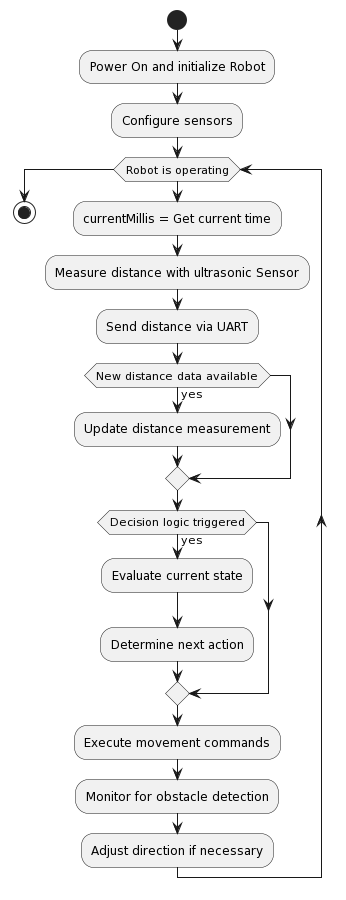 Power On and initialize Robot
Configure sensors
Robot is operating
currentMillis = Get current time
Measure distance with ultrasonic Sensor
Send distance via UART
New distance data available
yes
Update distance measurement
Decision logic triggered
yes
Evaluate current state
Determine next action
Execute movement commands
Monitor for obstacle detection
Adjust direction if necessary